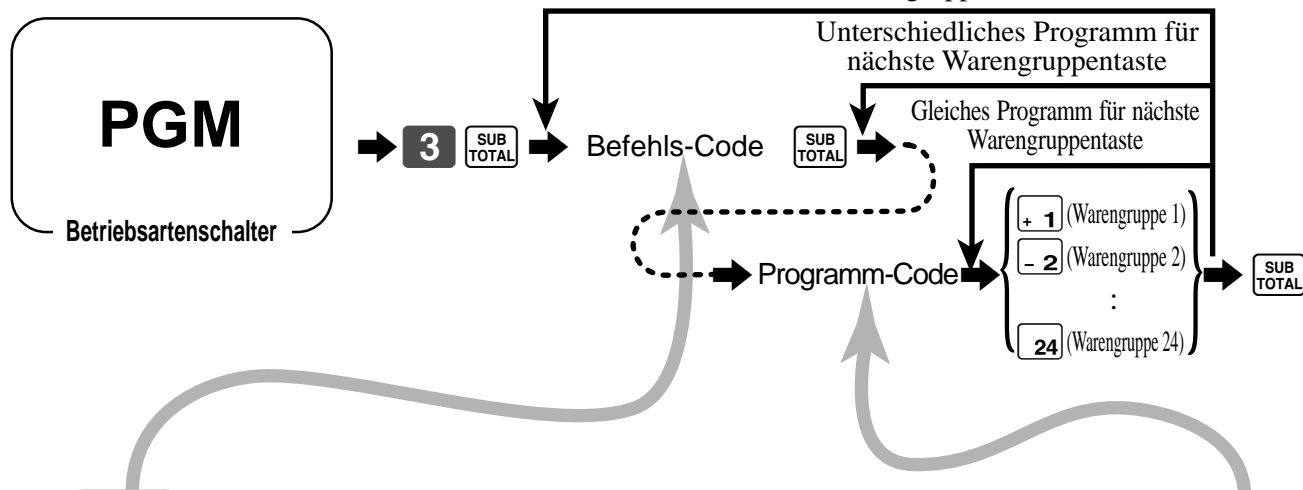 Unterschiedliches Programm für
nächste Warengruppentaste
Gleiches Programm für nächste
Warengruppentaste
PGM
Betriebsartenschalter
3
SUB
TOTAL
Befehls-Code
SUB
TOTAL
Programm-Code
+ 1 (Warengruppe 1)
- 2 (Warengruppe 2)
:
24 (Warengruppe 24)
SUB
TOTAL